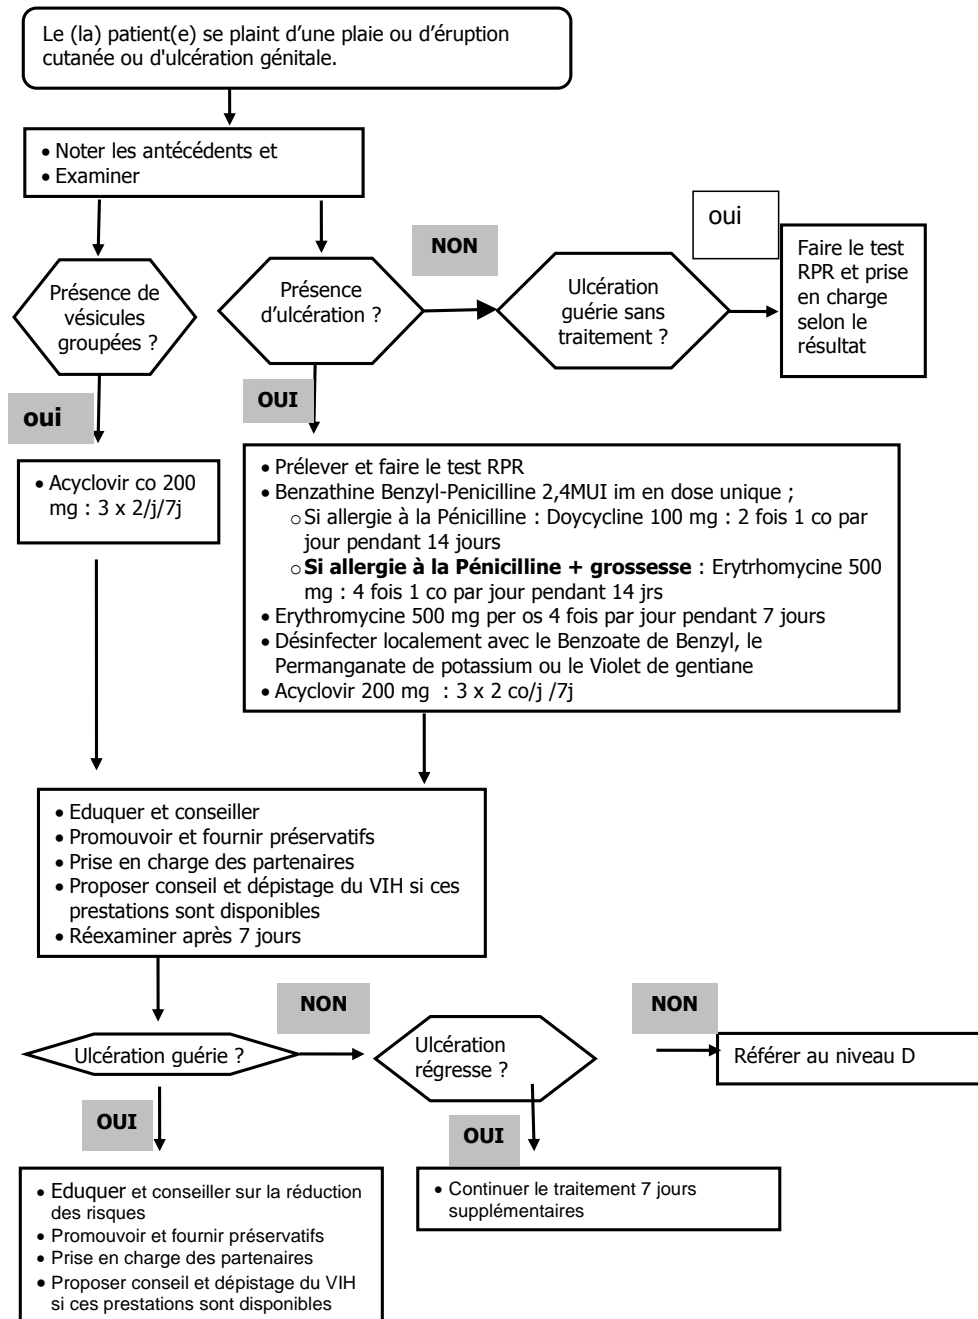 Le (la) patient(e) se plaint d’une plaie ou d’éruption
cutanée ou d'ulcération génitale.
• Noter les antécédents et
• Examiner
Présence de
vésicules
groupées ?
Présence
d’ulcération ?
NON
Ulcération
guérie sans
traitement ?
oui
Faire le test
RPR et prise
en charge
selon le
résultat
oui
OUI
• Acyclovir co 200
mg : 3 x 2/j/7j
• Prélever et faire le test RPR
• Benzathine Benzyl-Penicilline 2,4MUI im en dose unique ;
o Si allergie à la Pénicilline : Doycycline 100 mg : 2 fois 1 co par
jour pendant 14 jours
o Si allergie à la Pénicilline + grossesse : Erytrhomycine 500
mg : 4 fois 1 co par jour pendant 14 jrs
• Erythromycine 500 mg per os 4 fois par jour pendant 7 jours
• Désinfecter localement avec le Benzoate de Benzyl, le
Permanganate de potassium ou le Violet de gentiane
• Acyclovir 200 mg : 3 x 2 co/j /7j
• Eduquer et conseiller
• Promouvoir et fournir préservatifs
• Prise en charge des partenaires
• Proposer conseil et dépistage du VIH si ces
prestations sont disponibles
• Réexaminer après 7 jours
Ulcération guérie ?
NON
Ulcération
régresse ?
NON
Référer au niveau D
OUI
OUI
• Eduquer et conseiller sur la réduction
des risques
• Promouvoir et fournir préservatifs
• Prise en charge des partenaires
• Proposer conseil et dépistage du VIH
si ces prestations sont disponibles
• Continuer le traitement 7 jours
supplémentaires